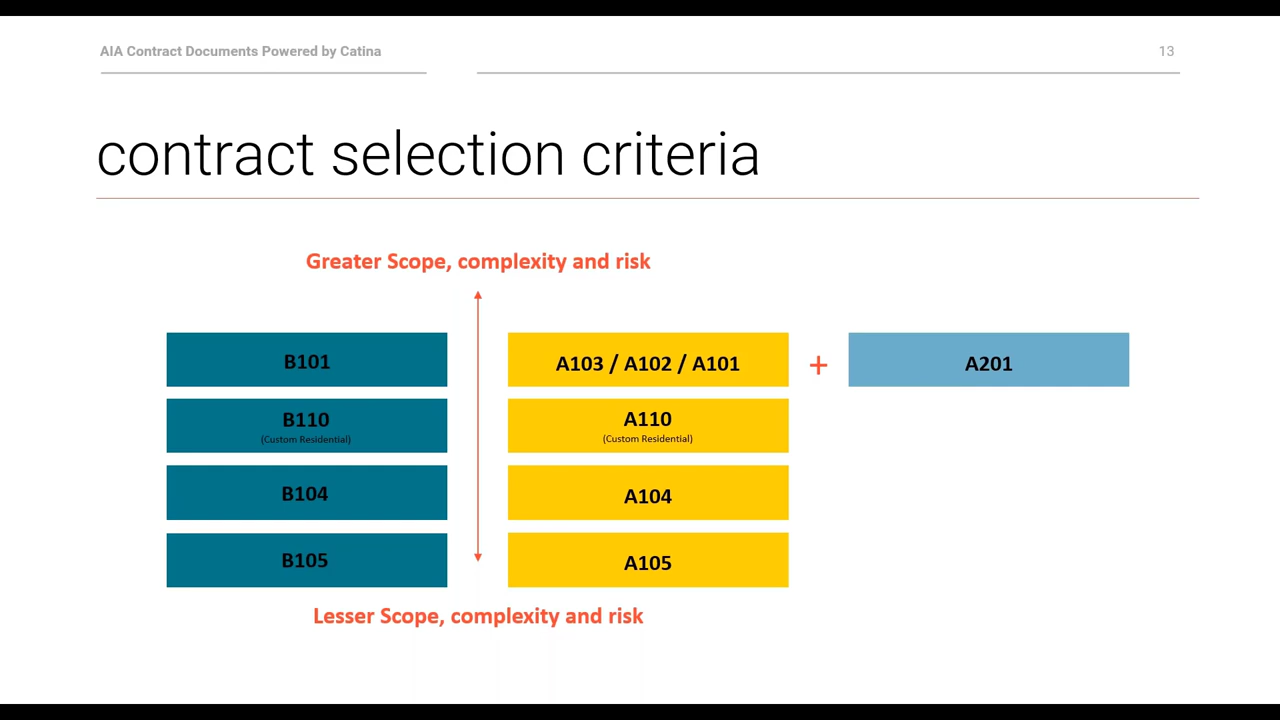 AIA Contract Documents Powered by Catina
13
contract selection criteria
Greater Scope, complexity and risk
B101
A103 / A102 / A101
+
A201
B110
(Custom Residential)
A110
(Custom Residential)
B104
A104
B105
A105
Lesser Scope, complexity and risk